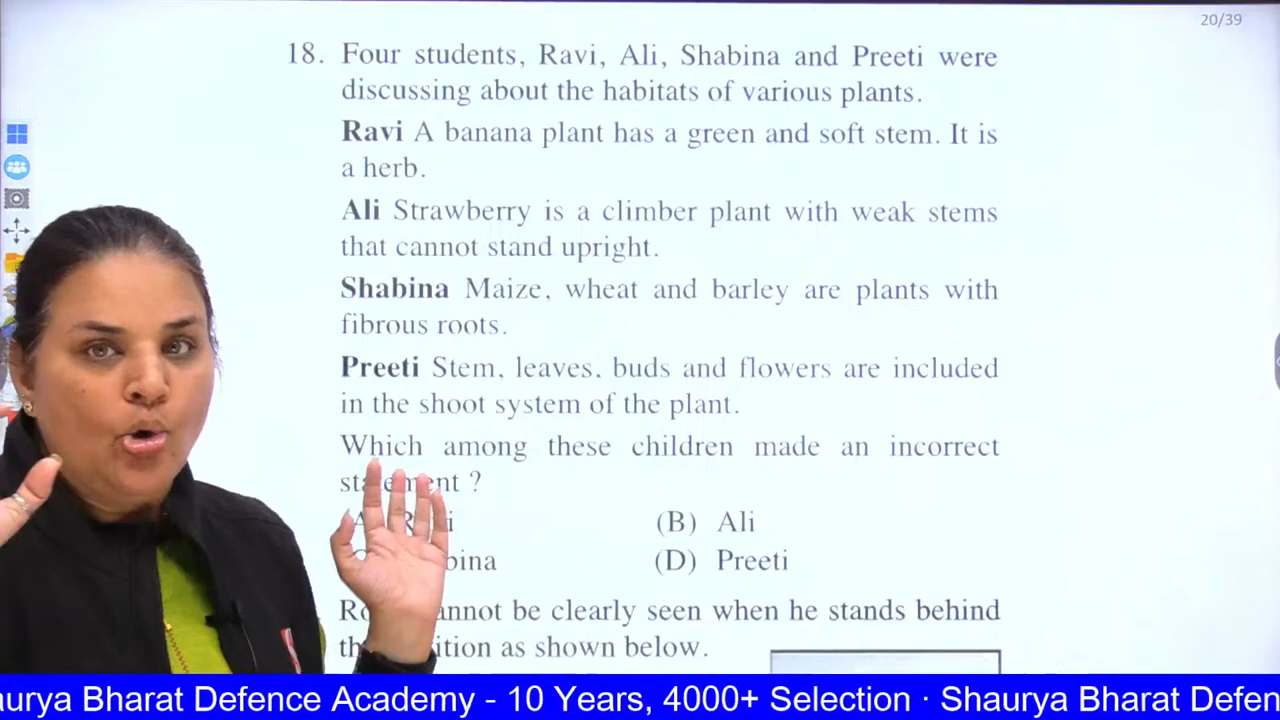 20/39
18. Four students, Ravi, Ali, Shabina and Preeti were
discussing about the habitats of various plants.
Ravi A banana plant has a green and soft stem. It is
a herb.
Ali Strawberry is a climber plant with weak stems
that cannot stand upright.
Shabina Maize, wheat and barley are plants with
fibrous roots.
Preeti Stem, leaves, buds and flowers are included
in the shoot system of the plant.
Which among these children made an incorrect
statement ?
(B) Ali
(D) Preeti
be clearly seen when he stands behind
as shown below.
aurya Bharat Defence Academy - 10 Years, 4000+ Selection · Shaurya Bharat Defen